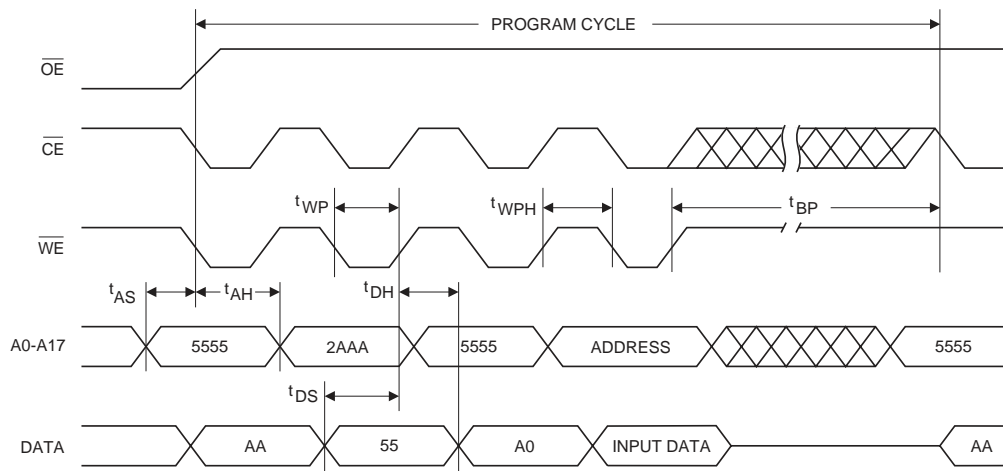 PROGRAM CYCLE
OE
CE
tWP tWPH tBP
WE
tAS tAH tDH
A0-A17 5555 2AAA 5555 ADDRESS 5555
tDS
DATA AA 55 A0 INPUT DATA AA